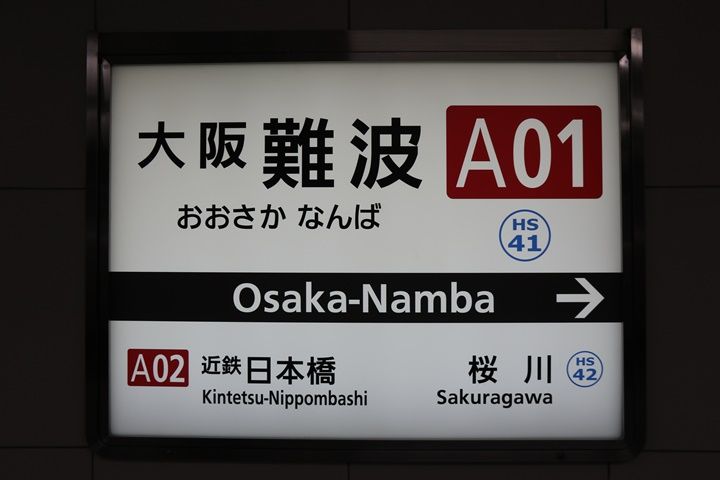 大阪難波 A01
おおさか なんば
HS
41
Osaka-Namba →
A02 近鉄日本橋
Kintetsu-Nippombashi
桜川 HS
42
Sakuragawa